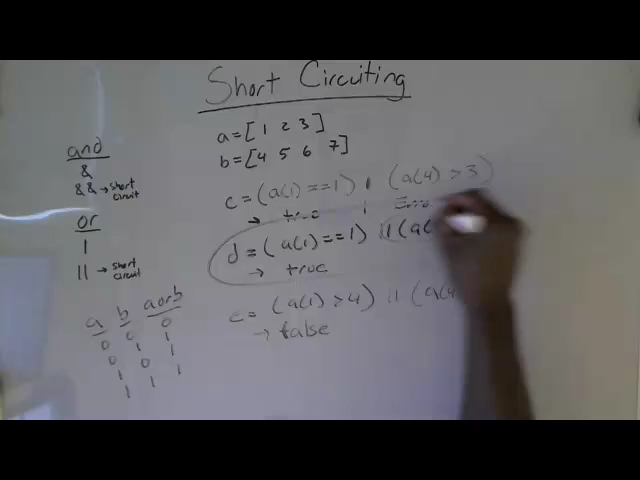 Short Circuiting
a = [1 2 3]
b = [4 5 6 7]
and
&
&& → short circuit
or
|
|| → short circuit
a b a or b
0 0 0
0 1 1
1 0 1
1 1 1
c = (a(1) == 1) | (a(4) > 3)
→ true |
d = (a(1) == 1) || (a(
→ true
e = (a(1) > 4) || (a(4
→ false